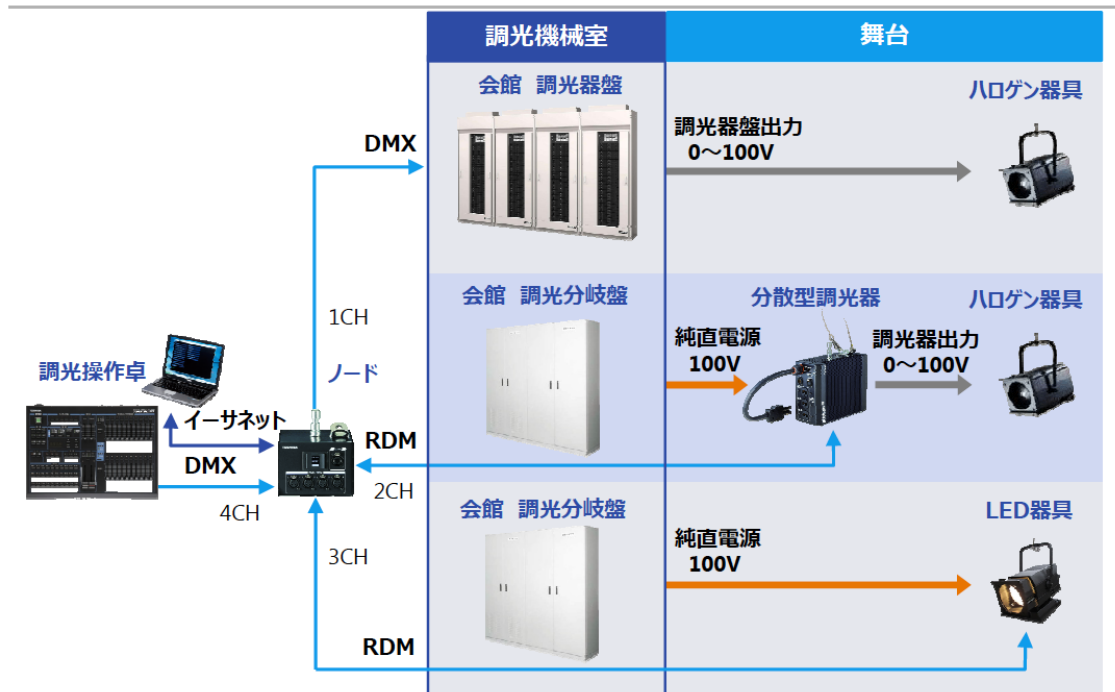 調光機械室
舞台
会館 調光器盤
ハロゲン器具
DMX
調光器盤出力
0～100V
1CH
会館 調光分岐盤
分散型調光器
ハロゲン器具
純直電源
100V
調光器出力
0～100V
調光操作卓
ノード
イーサネット
RDM
DMX
2CH
4CH
会館 調光分岐盤
LED器具
純直電源
100V
3CH
RDM